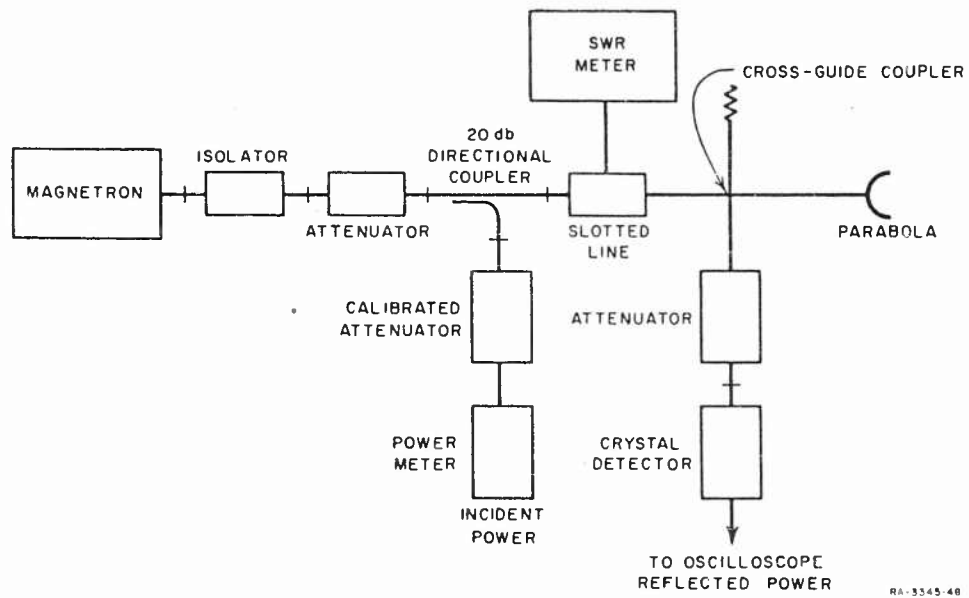 SWR
METER
CROSS-GUIDE COUPLER
20 db
DIRECTIONAL
COUPLER
ISOLATOR
MAGNETRON
ATTENUATOR
SLOTTED
LINE
PARABOLA
CALIBRATED
ATTENUATOR
ATTENUATOR
POWER
METER
CRYSTAL
DETECTOR
INCIDENT
POWER
TO OSCILLOSCOPE
REFLECTED POWER
RA-3345-48